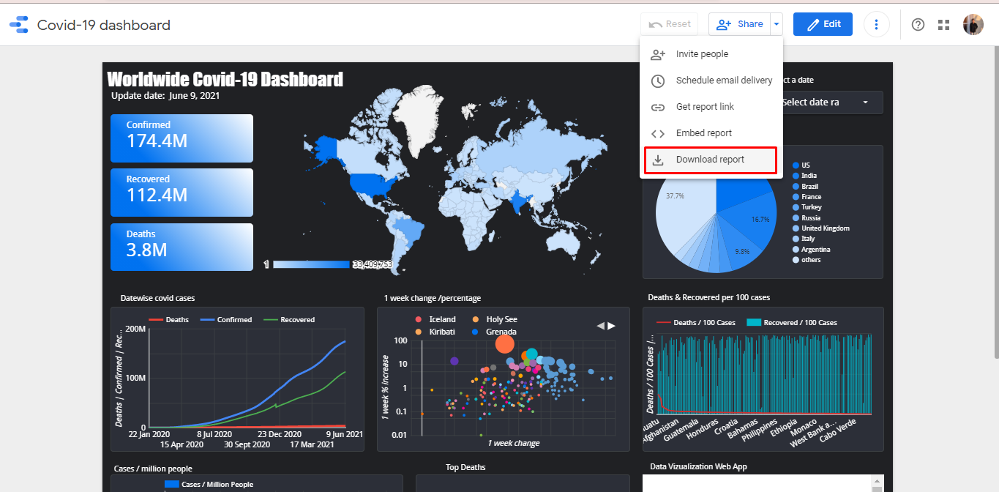 Covid-19 dashboard
Reset
Share
Edit
Invite people
Schedule email delivery
Get report link
Embed report
Download report
Worldwide Covid-19 Dashboard
Update date: June 9, 2021
ct a date
Select date ra
Confirmed
174.4M
Recovered
112.4M
Deaths
3.8M
1
33,409,753
37.7%
16.7%
9.8%
US
India
Brazil
France
Turkey
Russia
United Kingdom
Italy
Argentina
others
Datewise covid cases
Deaths Confirmed Recovered
Deaths | Confirmed | Rec...
200M
100M
0
22 Jan 2020 8 Jul 2020 23 Dec 2020 9 Jun 2021
15 Apr 2020 30 Sept 2020 17 Mar 2021
1 week change /percentage
Iceland Holy See
Kiribati Grenada
1 week % increase
100
10
1
0.1
0.01
1 week change
Deaths & Recovered per 100 cases
Deaths / 100 Cases Recovered / 100 Cases
Deaths / 100 Cases |...
uatu
Afghanistan
Guatemala
Honduras
Croatia
Bahamas
Philippines
Ethiopia
Monaco
West Bank a...
Cabo Verde
Cases / million people
Cases / Million People
Top Deaths
Data Vizualization Web App